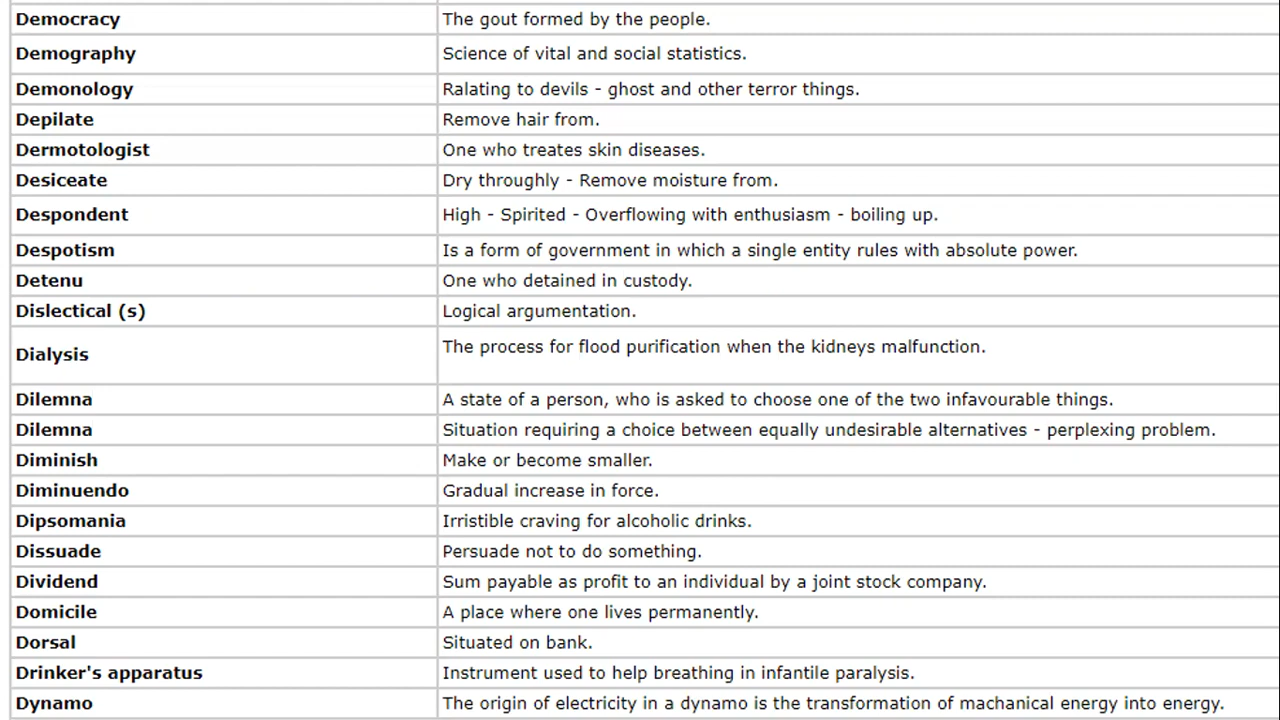 Democracy The gout formed by the people.
Demography Science of vital and social statistics.
Demonology Ralating to devils - ghost and other terror things.
Depilate Remove hair from.
Dermotologist One who treats skin diseases.
Desiceate Dry throughly - Remove moisture from.
Despondent High - Spirited - Overflowing with enthusiasm - boiling up.
Despotism Is a form of government in which a single entity rules with absolute power.
Detenu One who detained in custody.
Dislectical (s) Logical argumentation.
Dialysis The process for flood purification when the kidneys malfunction.
Dilemna A state of a person, who is asked to choose one of the two infavourable things.
Dilemna Situation requiring a choice between equally undesirable alternatives - perplexing problem.
Diminish Make or become smaller.
Diminuendo Gradual increase in force.
Dipsomania Irristible craving for alcoholic drinks.
Dissuade Persuade not to do something.
Dividend Sum payable as profit to an individual by a joint stock company.
Domicile A place where one lives permanently.
Dorsal Situated on bank.
Drinker's apparatus Instrument used to help breathing in infantile paralysis.
Dynamo The origin of electricity in a dynamo is the transformation of machanical energy into energy.